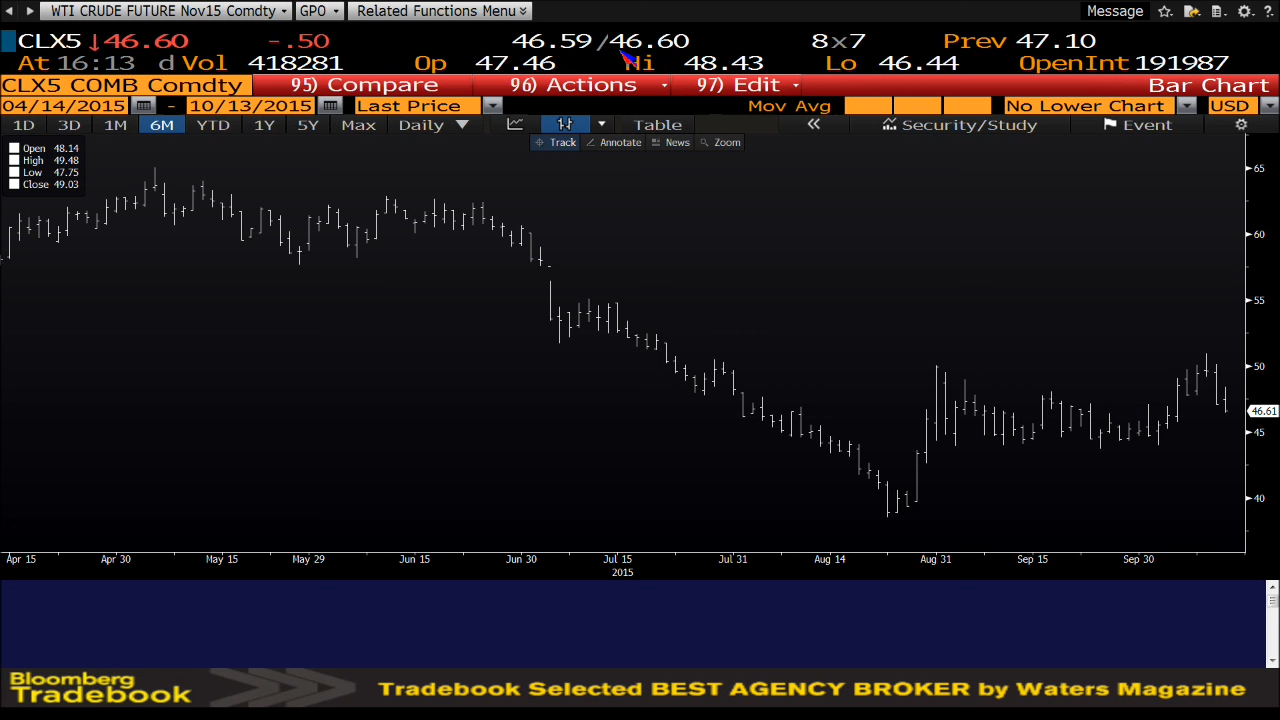 WTI CRUDE FUTURE Nov15 Comdty GPO Related Functions Menu Message
CLX5 ↓46.60 -.50 46.59/46.60 8x7 Prev 47.10
At 16:13 d Vol 418281 Op 47.46 Hi 48.43 Lo 46.44 OpenInt 191987
CLX5 COMB Comdty 95) Compare 96) Actions 97) Edit Bar Chart
04/14/2015 - 10/13/2015 Last Price Mov Avg No Lower Chart USD
1D 3D 1M 6M YTD 1Y 5Y Max Daily Table « Security/Study Event
Track Annotate News Zoom
Open 48.14
High 49.48
Low 47.75
Close 49.03
65
60
55
50
46.61
45
40
Apr 15 Apr 30 May 15 May 29 Jun 15 Jun 30 Jul 15 Jul 31 Aug 14 Aug 31 Sep 15 Sep 30
2015
Bloomberg
Tradebook
Tradebook Selected BEST AGENCY BROKER by Waters Magazine